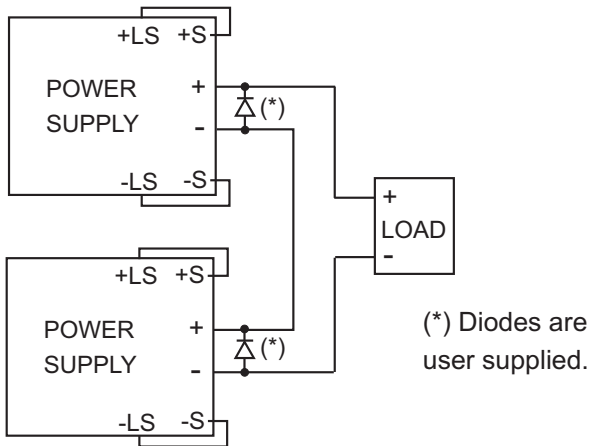 +LS +S
POWER
SUPPLY
+
-
(*)
-LS -S
+
LOAD
-
+LS +S
POWER
SUPPLY
+
-
(*)
-LS -S
(*) Diodes are
user supplied.